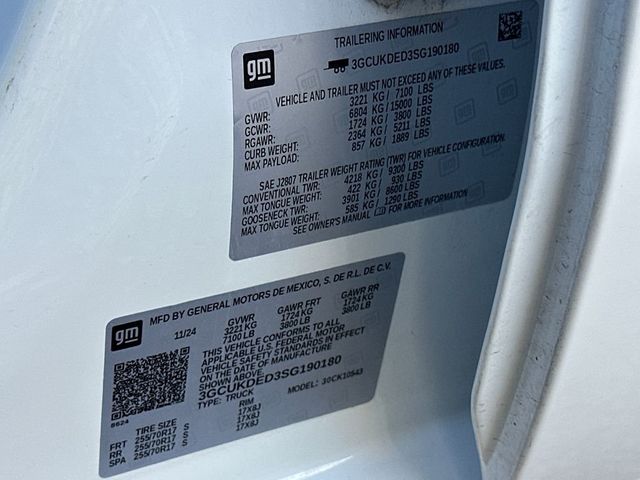 gm
TRAILERING INFORMATION
3GCUKDED3SG190180
VEHICLE AND TRAILER MUST NOT EXCEED ANY OF THESE VALUES.
GVWR: 3221 KG / 7100 LBS
GCWR: 6804 KG / 15000 LBS
RGAWR: 1724 KG / 3800 LBS
CURB WEIGHT: 2364 KG / 5211 LBS
MAX PAYLOAD: 857 KG / 1889 LBS
SAE J2807 TRAILER WEIGHT RATING (TWR) FOR VEHICLE CONFIGURATION.
CONVENTIONAL TWR: 4218 KG / 9300 LBS
MAX TONGUE WEIGHT: 422 KG / 930 LBS
GOOSENECK TWR: 3901 KG / 8600 LBS
MAX TONGUE WEIGHT: 585 KG / 1290 LBS
SEE OWNER'S MANUAL FOR MORE INFORMATION
gm
MFD BY GENERAL MOTORS DE MEXICO, S. DE R.L. DE C.V.
11/24 GVWR GAWR FRT GAWR RR
3221 KG 1724 KG 1724 KG
7100 LB 3800 LB 3800 LB
THIS VEHICLE CONFORMS TO ALL
APPLICABLE U.S. FEDERAL MOTOR
VEHICLE SAFETY STANDARDS IN EFFECT
ON THE DATE OF MANUFACTURE
SHOWN ABOVE.
3GCUKDED3SG190180
TYPE: TRUCK MODEL: 30CK10543
8624
TIRE SIZE RIM
FRT 255/70R17 S 17X8J
RR 255/70R17 S 17X8J
SPA 255/70R17 S 17X8J